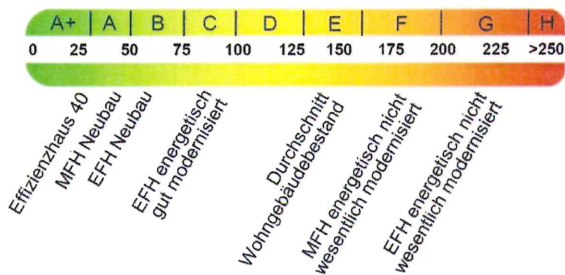 A+ A B C D E F G H
0 25 50 75 100 125 150 175 200 225 >250
Effizienzhaus 40
MFH Neubau
EFH Neubau
EFH energetisch
gut modernisiert
Durchschnitt
Wohngebäudebestand
MFH energetisch nicht
wesentlich modernisiert
EFH energetisch nicht
wesentlich modernisiert